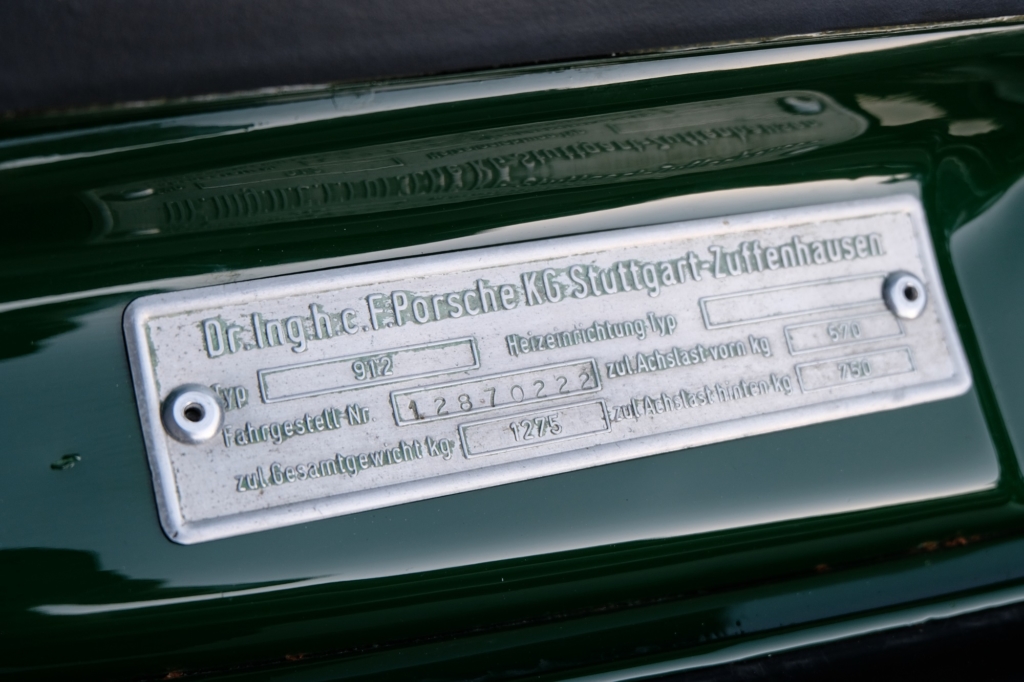 Dr.Ing.h.c.F.Porsche KG Stuttgart-Zuffenhausen
Typ 912 Heizeinrichtung-Typ
Fahrgestell-Nr. 12870222 zul.Achslast vorn kg 620
zul.Gesamtgewicht kg 1275 zul.Achslast hinten kg 750